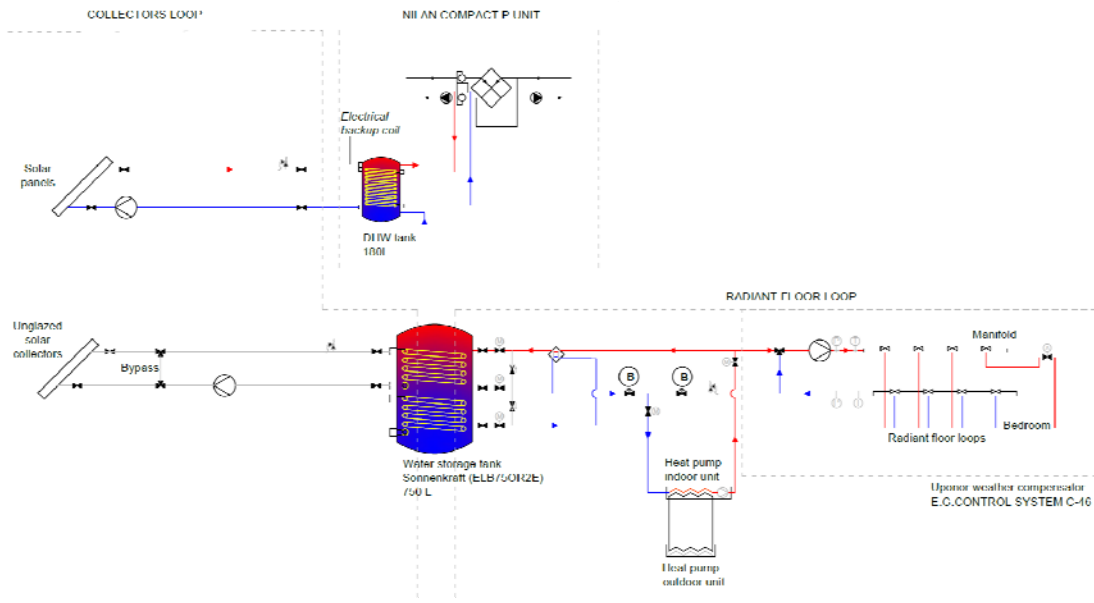 COLLECTORS LOOP
NILAN COMPACT P UNIT
Electrical
backup coil
Solar
panels
DHW tank
180L
RADIANT FLOOR LOOP
Unglazed
solar
collectors
Bypass
Manifold
B
B
Radiant floor loops
Bedroom
Water storage tank
Sonnenkraft (ELB750R2E)
750 L
Heat pump
indoor unit
Uponor weather compensator
E.G.CONTROL SYSTEM C-46
Heat pump
outdoor unit